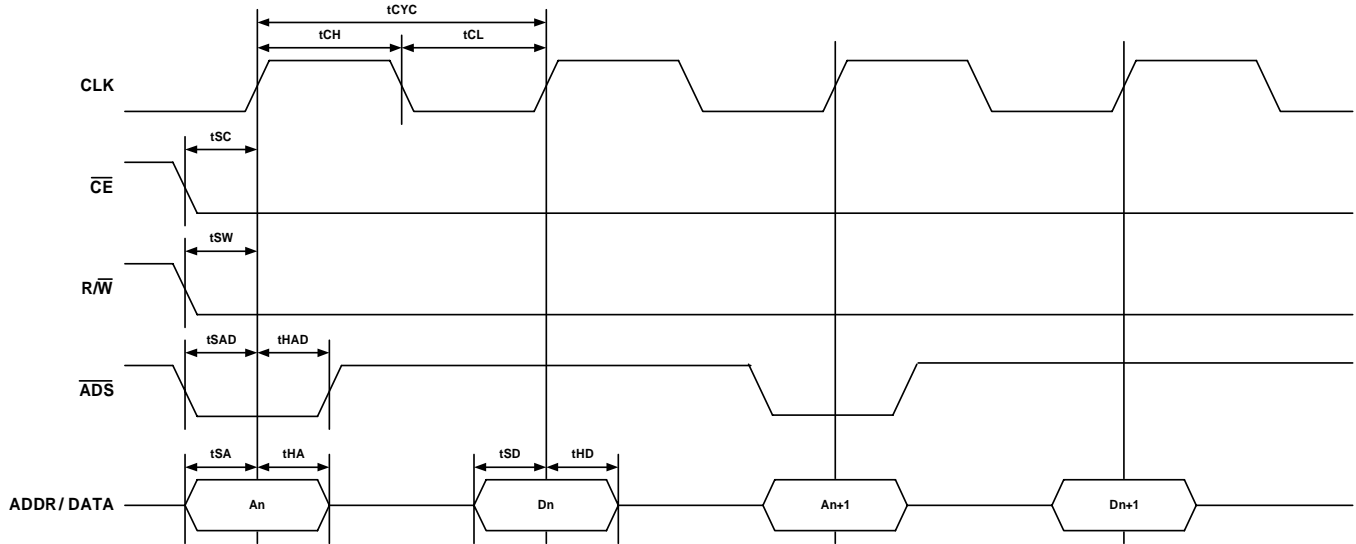 tCYC
tCH tCL
CLK
tSC
CE
tSW
R/W
tSAD tHAD
ADS
tSA tHA tSD tHD
ADDR / DATA An Dn An+1 Dn+1